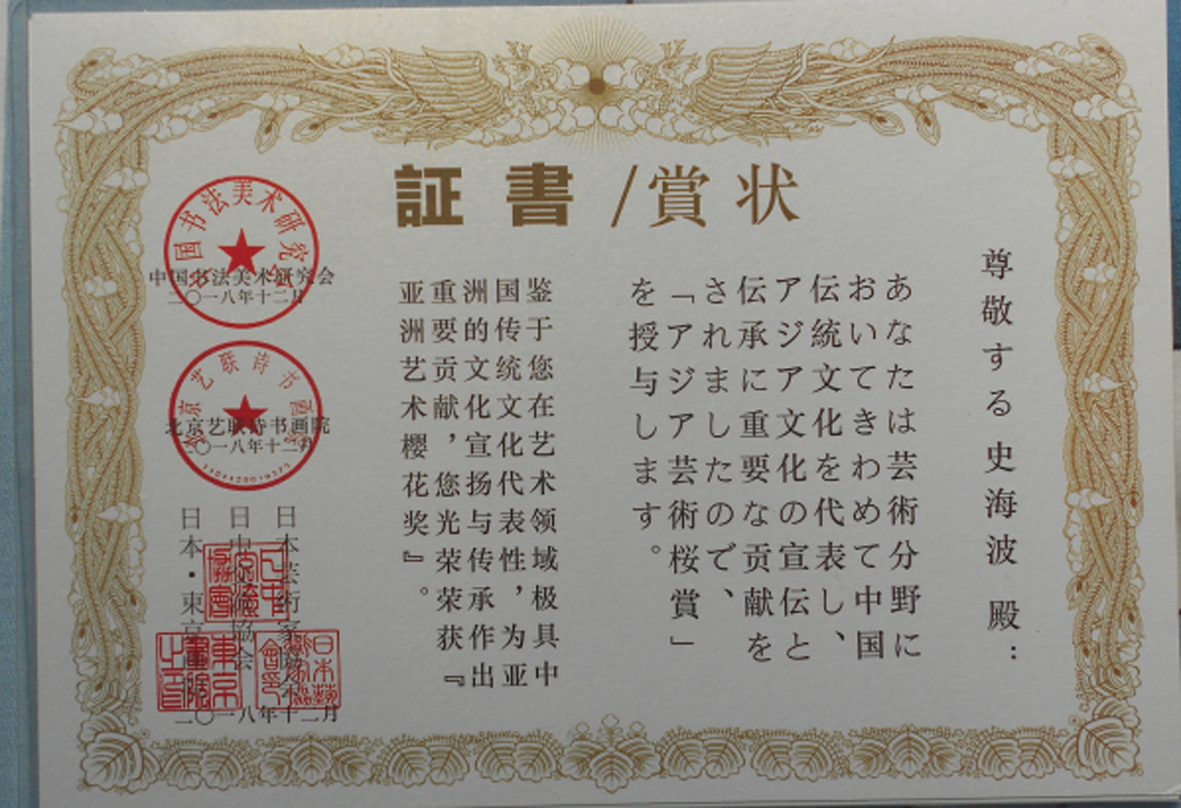 証書/賞状
尊敬する 史海波 殿：
あなたは芸術分野に
おいてきわめて中国
伝統文化を代表し、
アジア文化の宣伝と
伝承に重要な贡献を
されましたので、
「アジア芸術桜賞」
を授与します。
鉴于您在艺术领域极具中
国传统文化代表性，为亚
洲的文化宣扬与传承作出
重要贡献，您光荣荣获『
亚洲艺术樱花奖』。
中国书法美术研究会
二〇一八年十二月
北京艺联诗书画院
二〇一八年十二月
日本芸術家
日中
協会
日本・東京
二〇一八年十二月